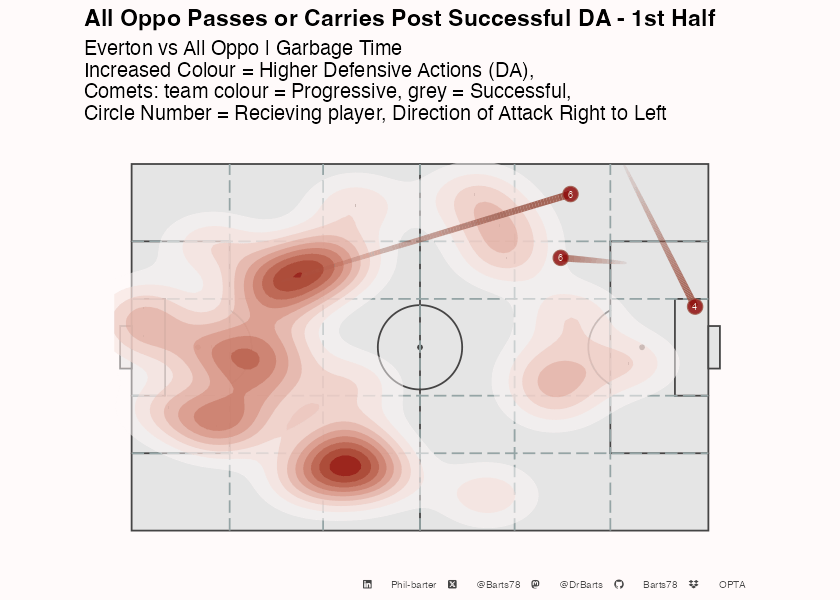 All Oppo Passes or Carries Post Successful DA - 1st Half
Everton vs All Oppo I Garbage Time
Increased Colour = Higher Defensive Actions (DA),
Comets: team colour = Progressive, grey = Successful,
Circle Number = Recieving player, Direction of Attack Right to Left
6
6
4
Phil-barter @Barts78 @DrBarts Barts78 OPTA